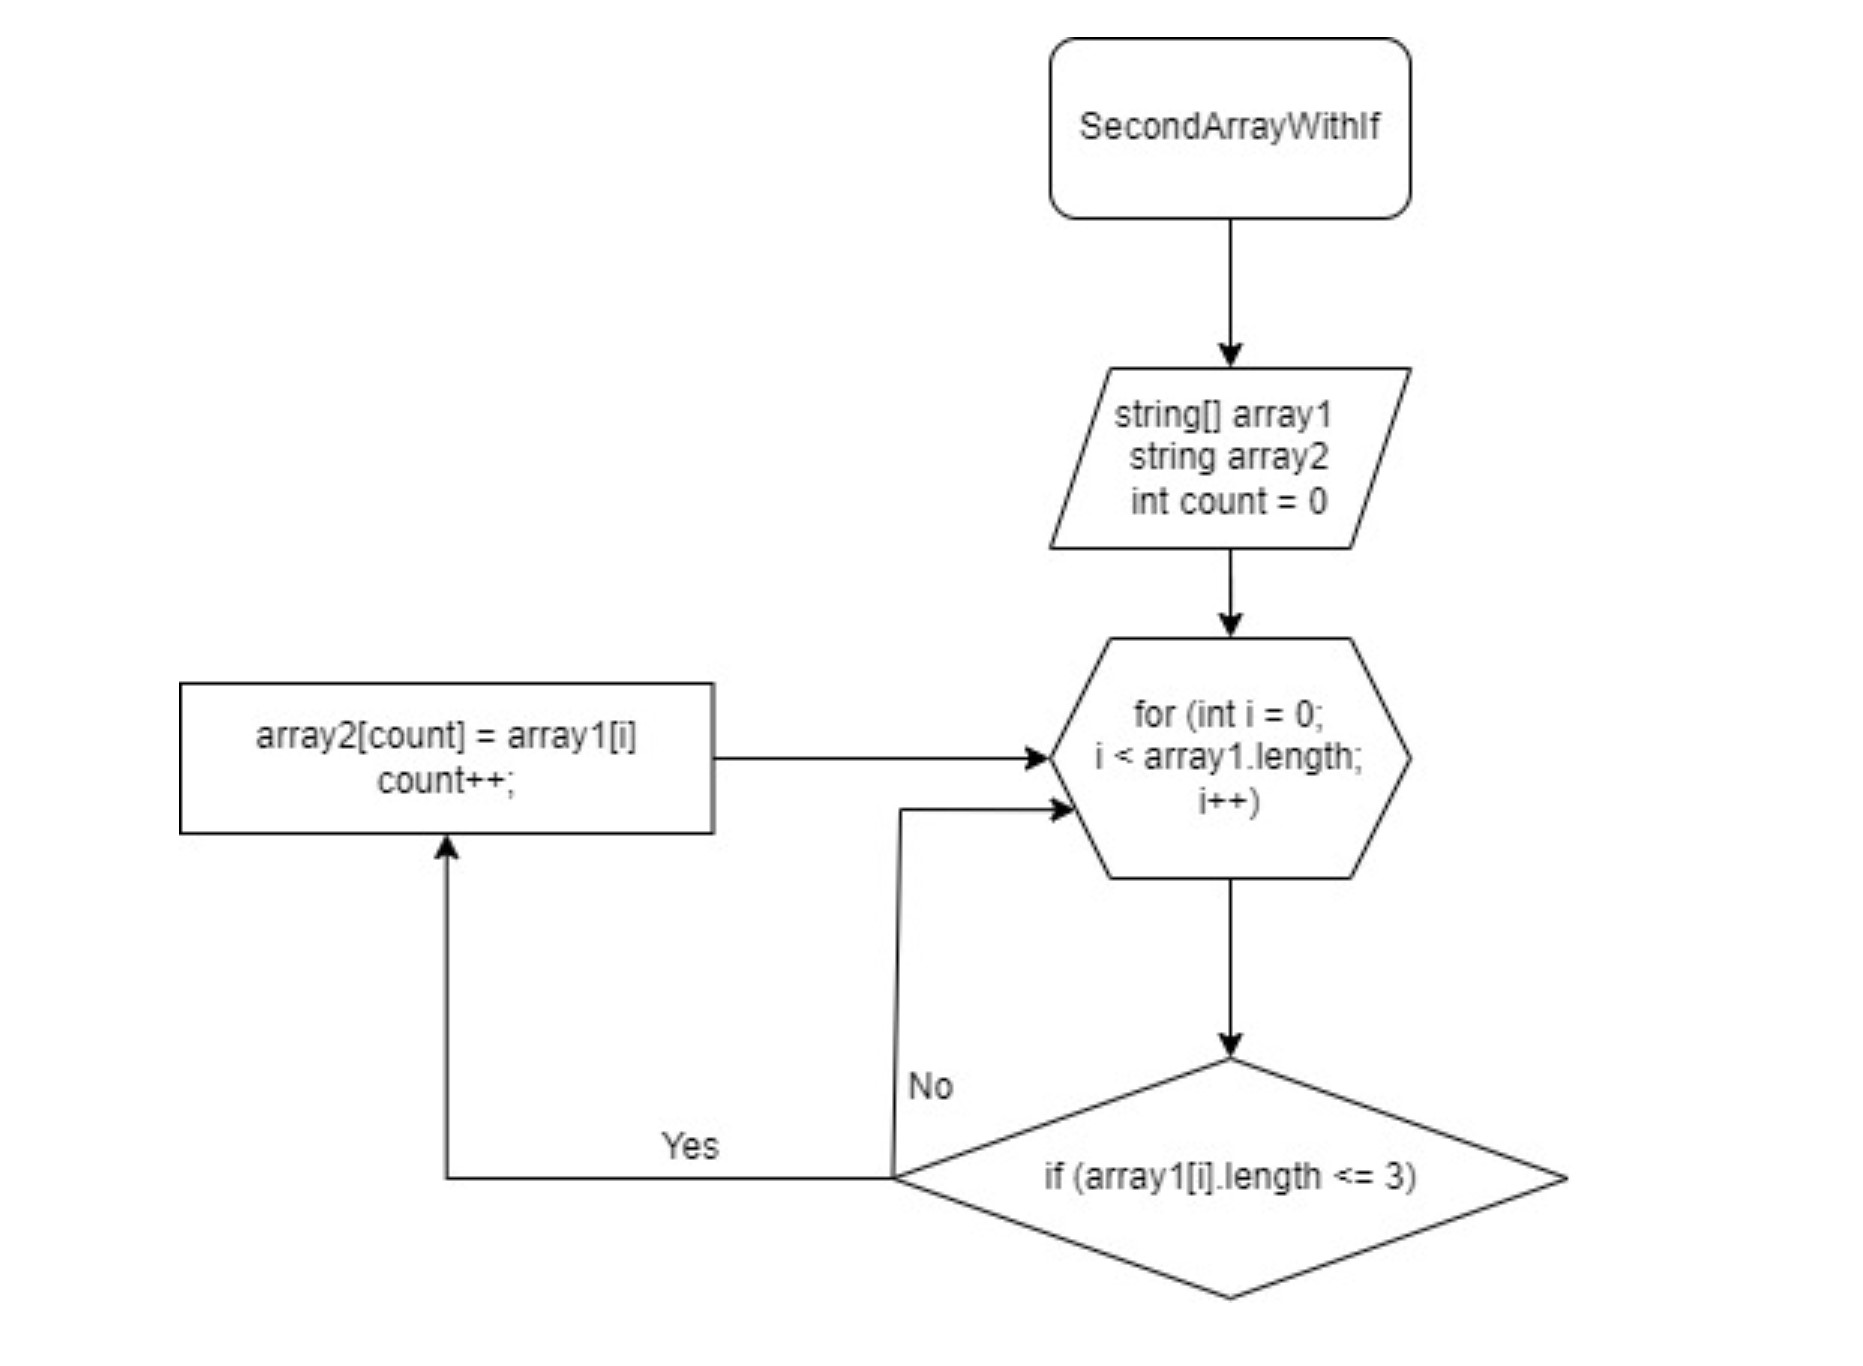 SecondArrayWithIf
string[] array1
string array2
int count = 0
for (int i = 0;
i < array1.length;
i++)
array2[count] = array1[i]
count++;
No
Yes
if (array1[i].length <= 3)